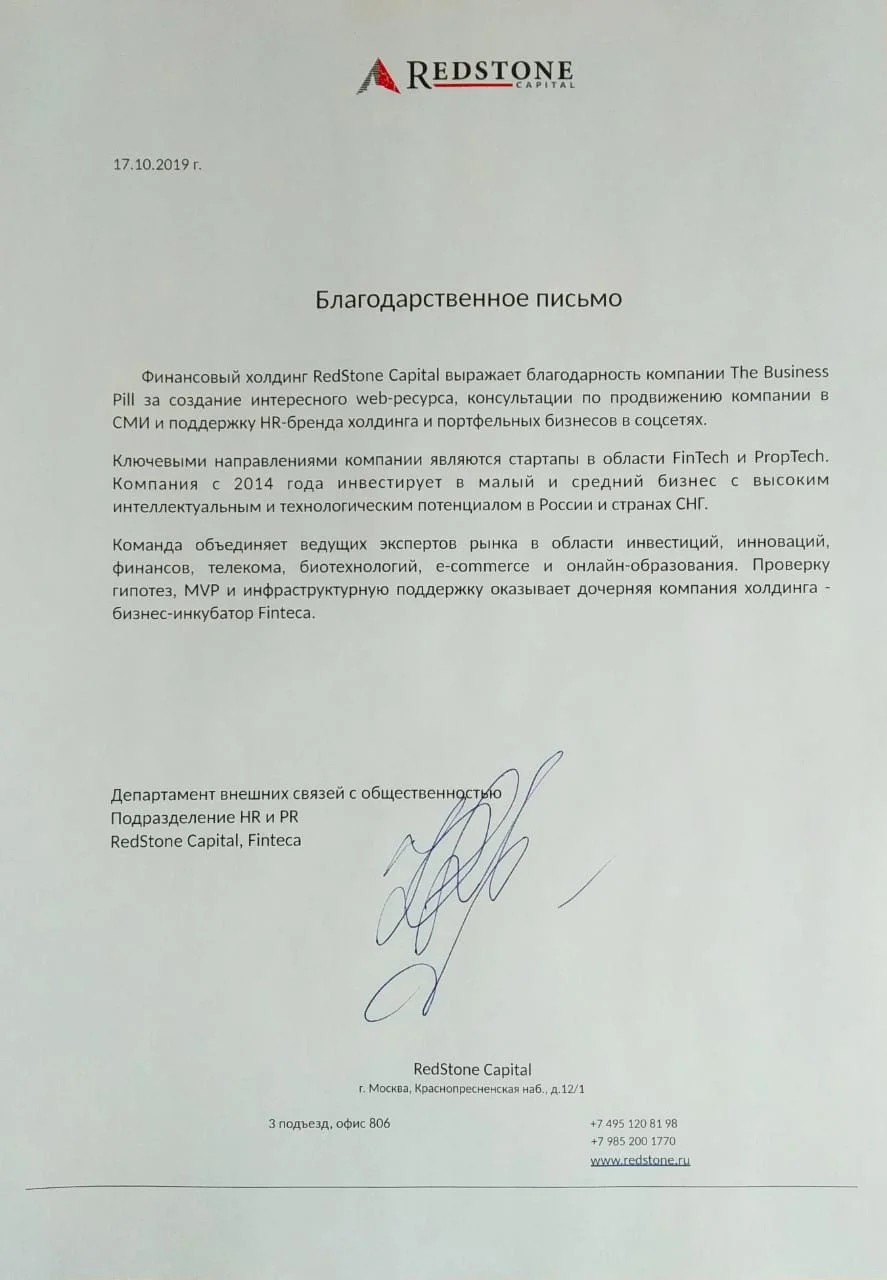 REDSTONE
CAPITAL
17.10.2019 г.
Благодарственное письмо
Финансовый холдинг RedStone Capital выражает благодарность компании The Business
Pill за создание интересного web-ресурса, консультации по продвижению компании в
СМИ и поддержку HR-бренда холдинга и портфельных бизнесов в соцсетях.
Ключевыми направлениями компании являются стартапы в области FinTech и PropTech.
Компания с 2014 года инвестирует в малый и средний бизнес с высоким
интеллектуальным и технологическим потенциалом в России и странах СНГ.
Команда объединяет ведущих экспертов рынка в области инвестиций, инноваций,
финансов, телекома, биотехнологий, e-commerce и онлайн-образования. Проверку
гипотез, MVP и инфраструктурную поддержку оказывает дочерняя компания холдинга -
бизнес-инкубатор Finteca.
Департамент внешних связей с общественностью
Подразделение HR и PR
RedStone Capital, Finteca
RedStone Capital
г. Москва, Краснопресненская наб., д.12/1
3 подъезд, офис 806
+7 495 120 81 98
+7 985 200 1770
www.redstone.ru